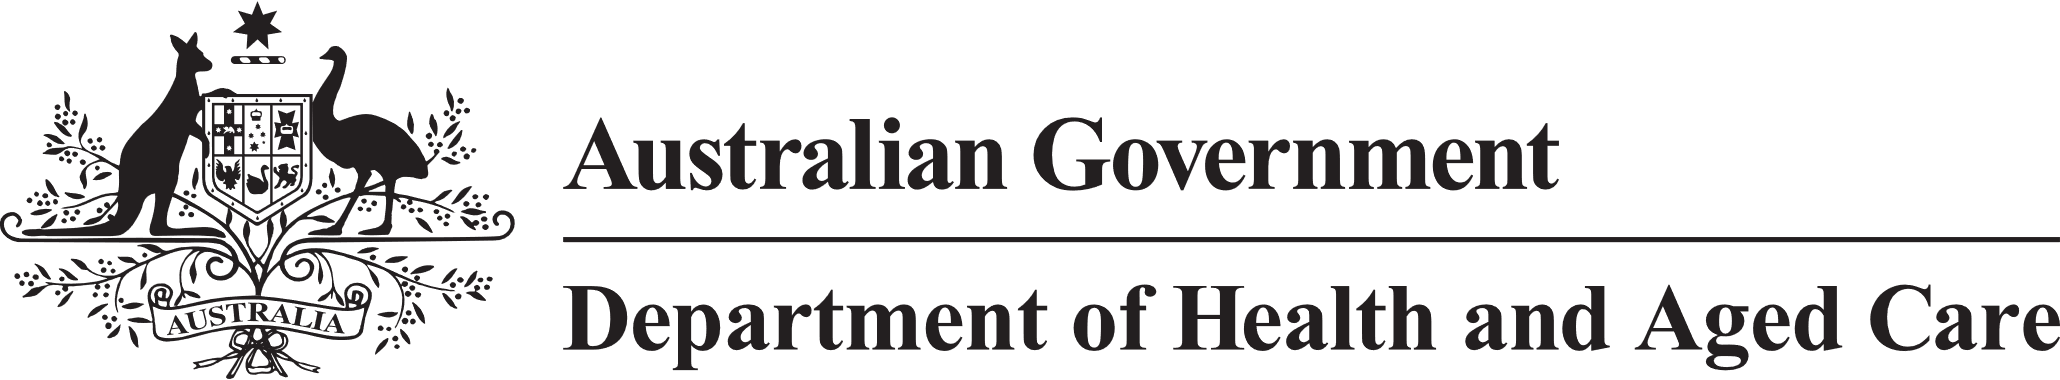 Australian Government
Department of Health and Aged Care
AUSTRALIA